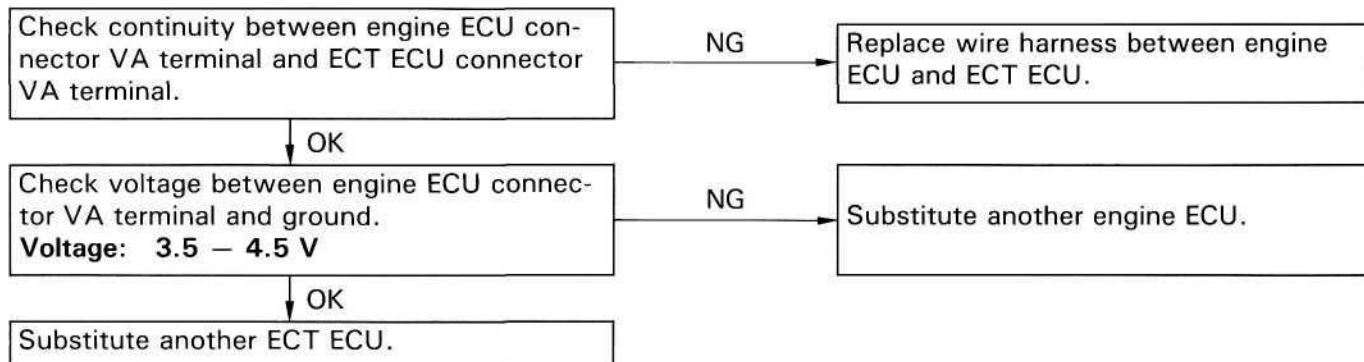 Check continuity between engine ECU con-
nector VA terminal and ECT ECU connector
VA terminal.
NG
Replace wire harness between engine
ECU and ECT ECU.
OK
Check voltage between engine ECU connec-
tor VA terminal and ground.
Voltage: 3.5 — 4.5 V
NG
Substitute another engine ECU.
OK
Substitute another ECT ECU.